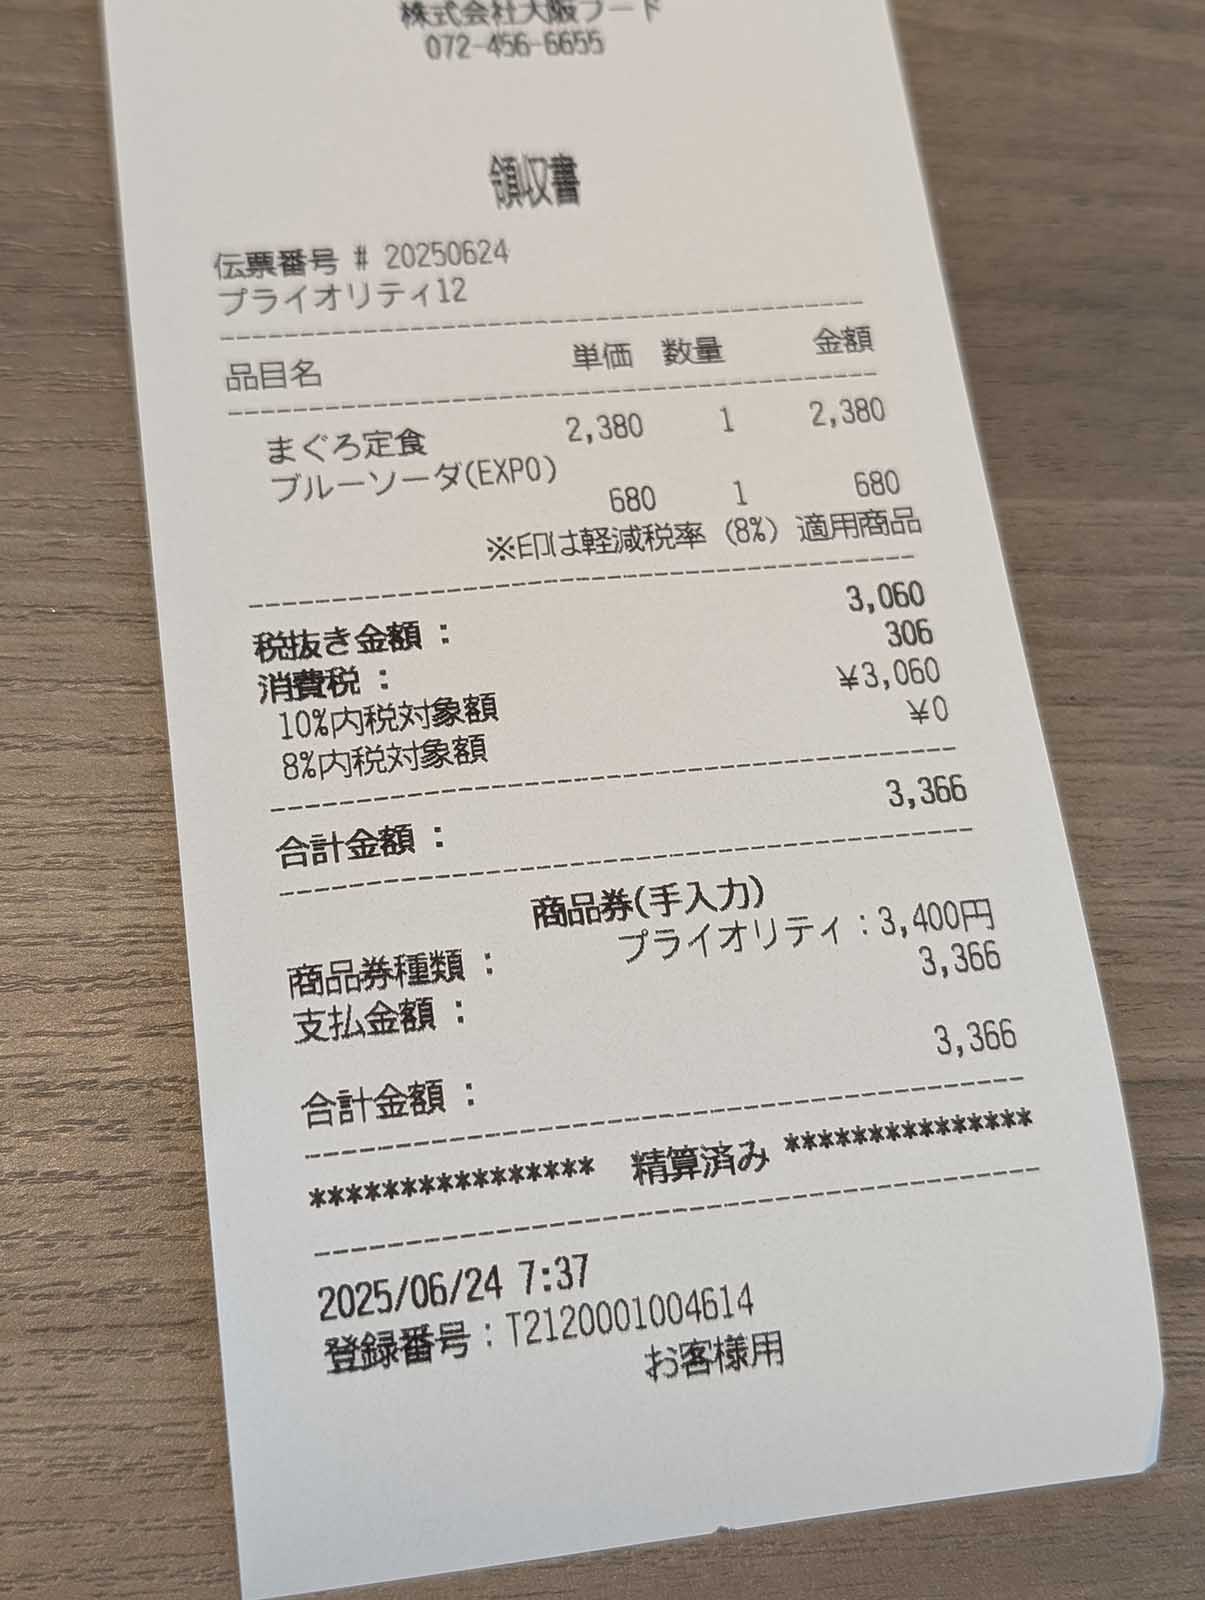 株式会社大阪フード
072-456-6655
領収書
伝票番号 # 20250624
プライオリティ12
品目名 単価 数量 金額
まぐろ定食 2,380 1 2,380
ブルーソーダ(EXPO)
680 1 680
※印は軽減税率 (8%) 適用商品
税抜き金額 : 3,060
消費税 : 306
10%内税対象額 ¥3,060
8%内税対象額 ¥0
合計金額 : 3,366
商品券(手入力)
商品券種類 : プライオリティ:3,400円
支払金額 : 3,366
合計金額 : 3,366
**************** 精算済み ***************
2025/06/24 7:37
登録番号:T2120001004614
お客様用